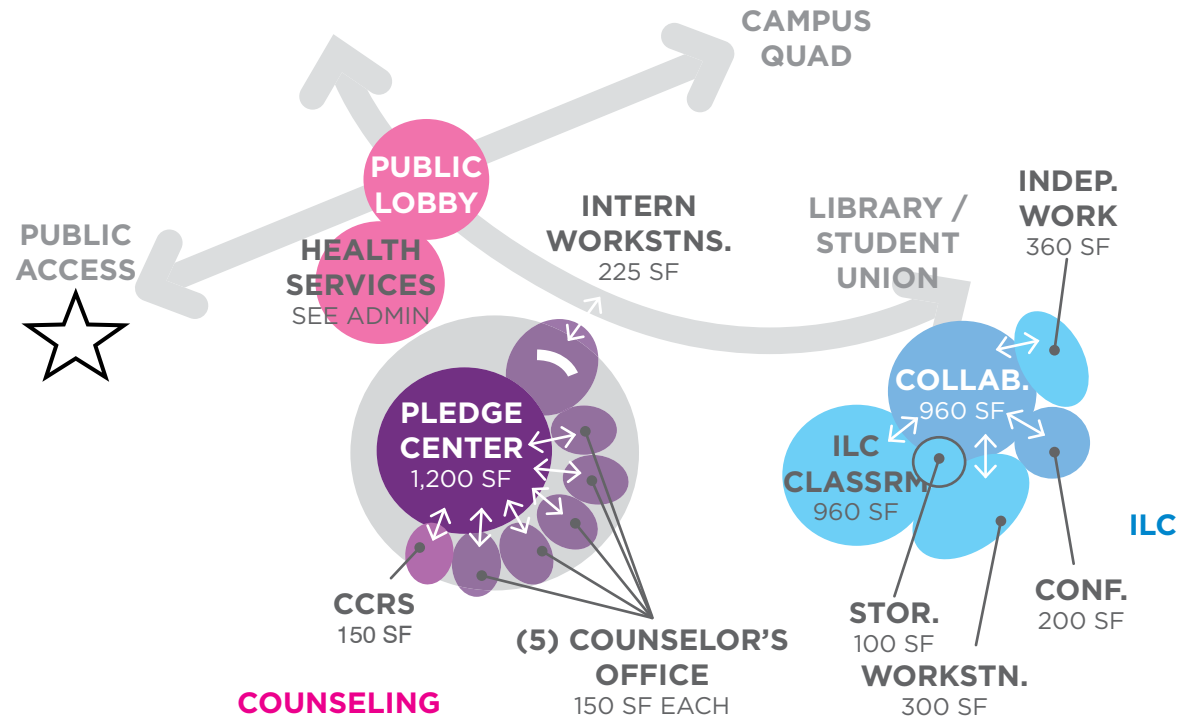 CAMPUS
QUAD
PUBLIC
LOBBY
PUBLIC
ACCESS
HEALTH
SERVICES
SEE ADMIN
INTERN
WORKSTNS.
225 SF
LIBRARY /
STUDENT
UNION
INDEP.
WORK
360 SF
PLEDGE
CENTER
1,200 SF
COLLAB.
960 SF
ILC
CLASSRM
960 SF
ILC
CCRS
150 SF
(5) COUNSELOR'S
OFFICE
150 SF EACH
STOR.
100 SF
WORKSTN.
300 SF
CONF.
200 SF
COUNSELING